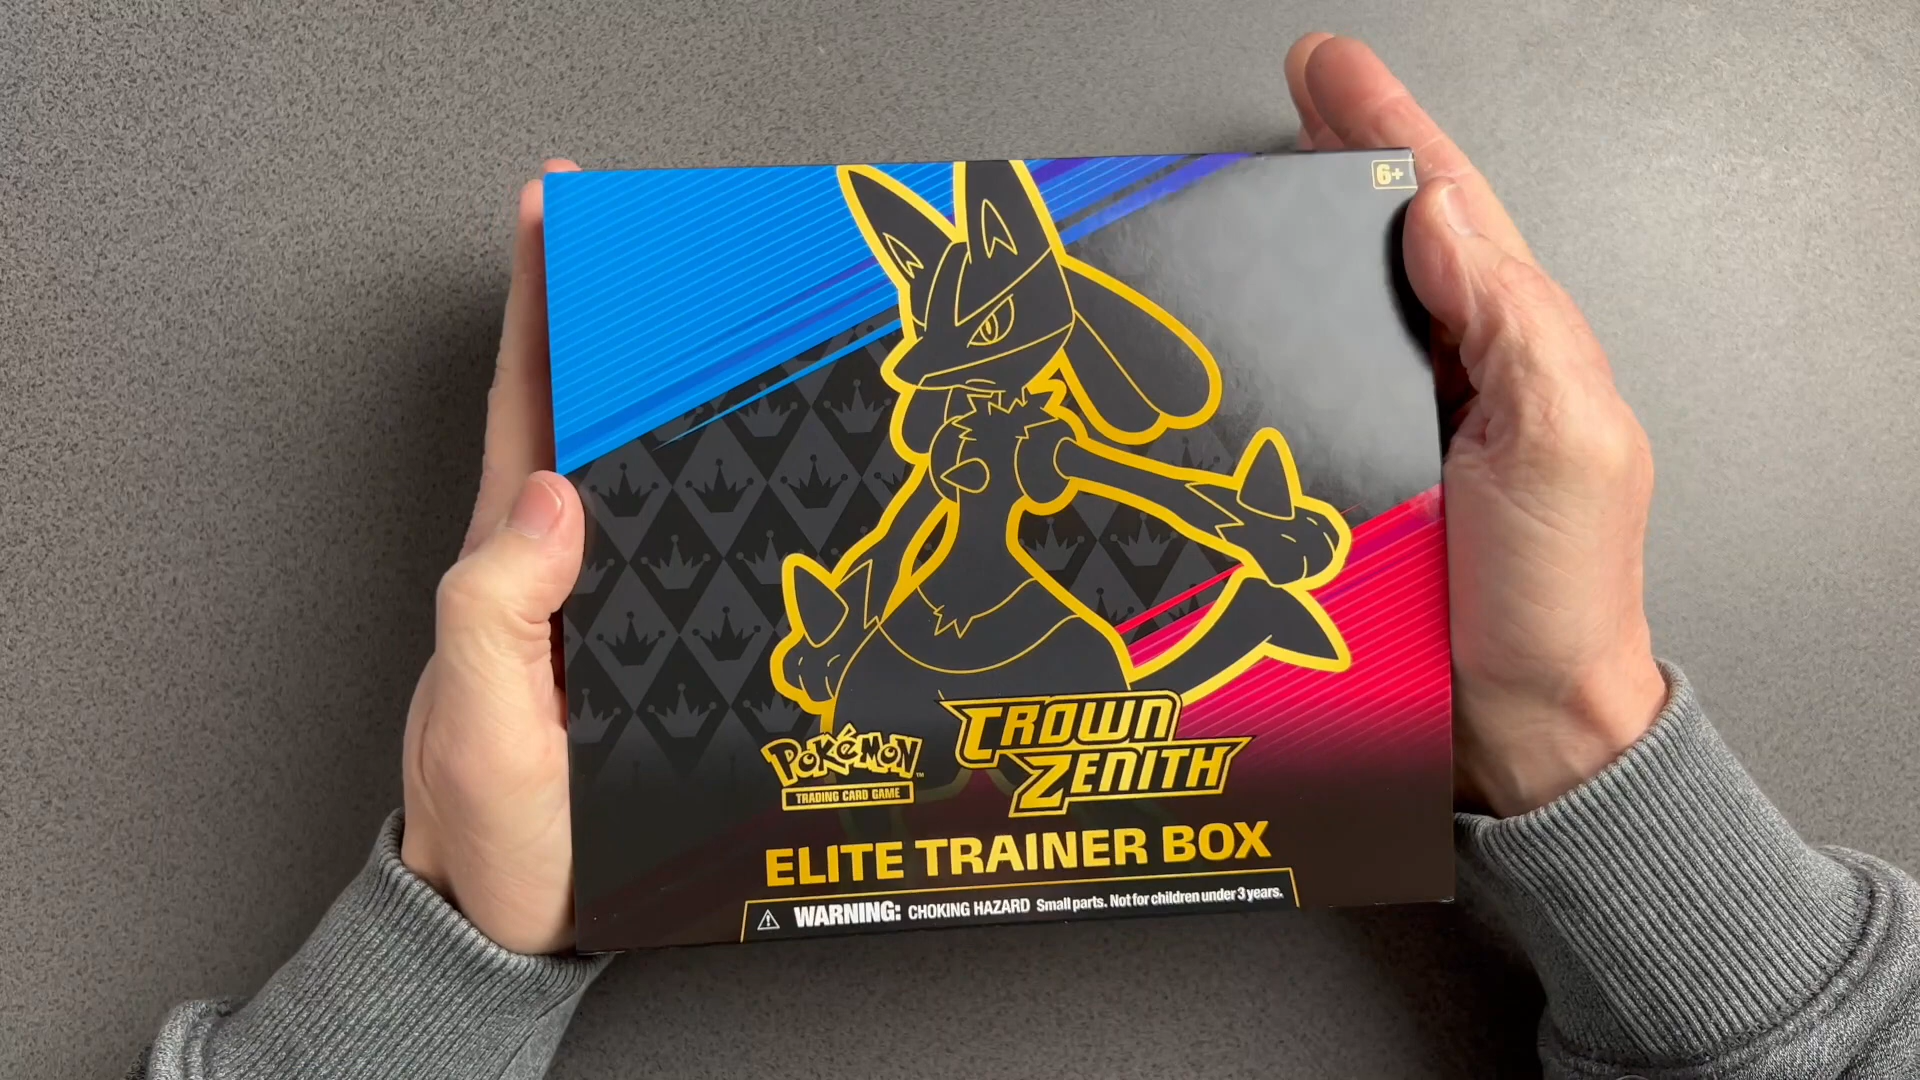 6+
POKéMON™
TRADING CARD GAME
CROWN
ZENITH
ELITE TRAINER BOX
WARNING: CHOKING HAZARD Small parts. Not for children under 3 years.